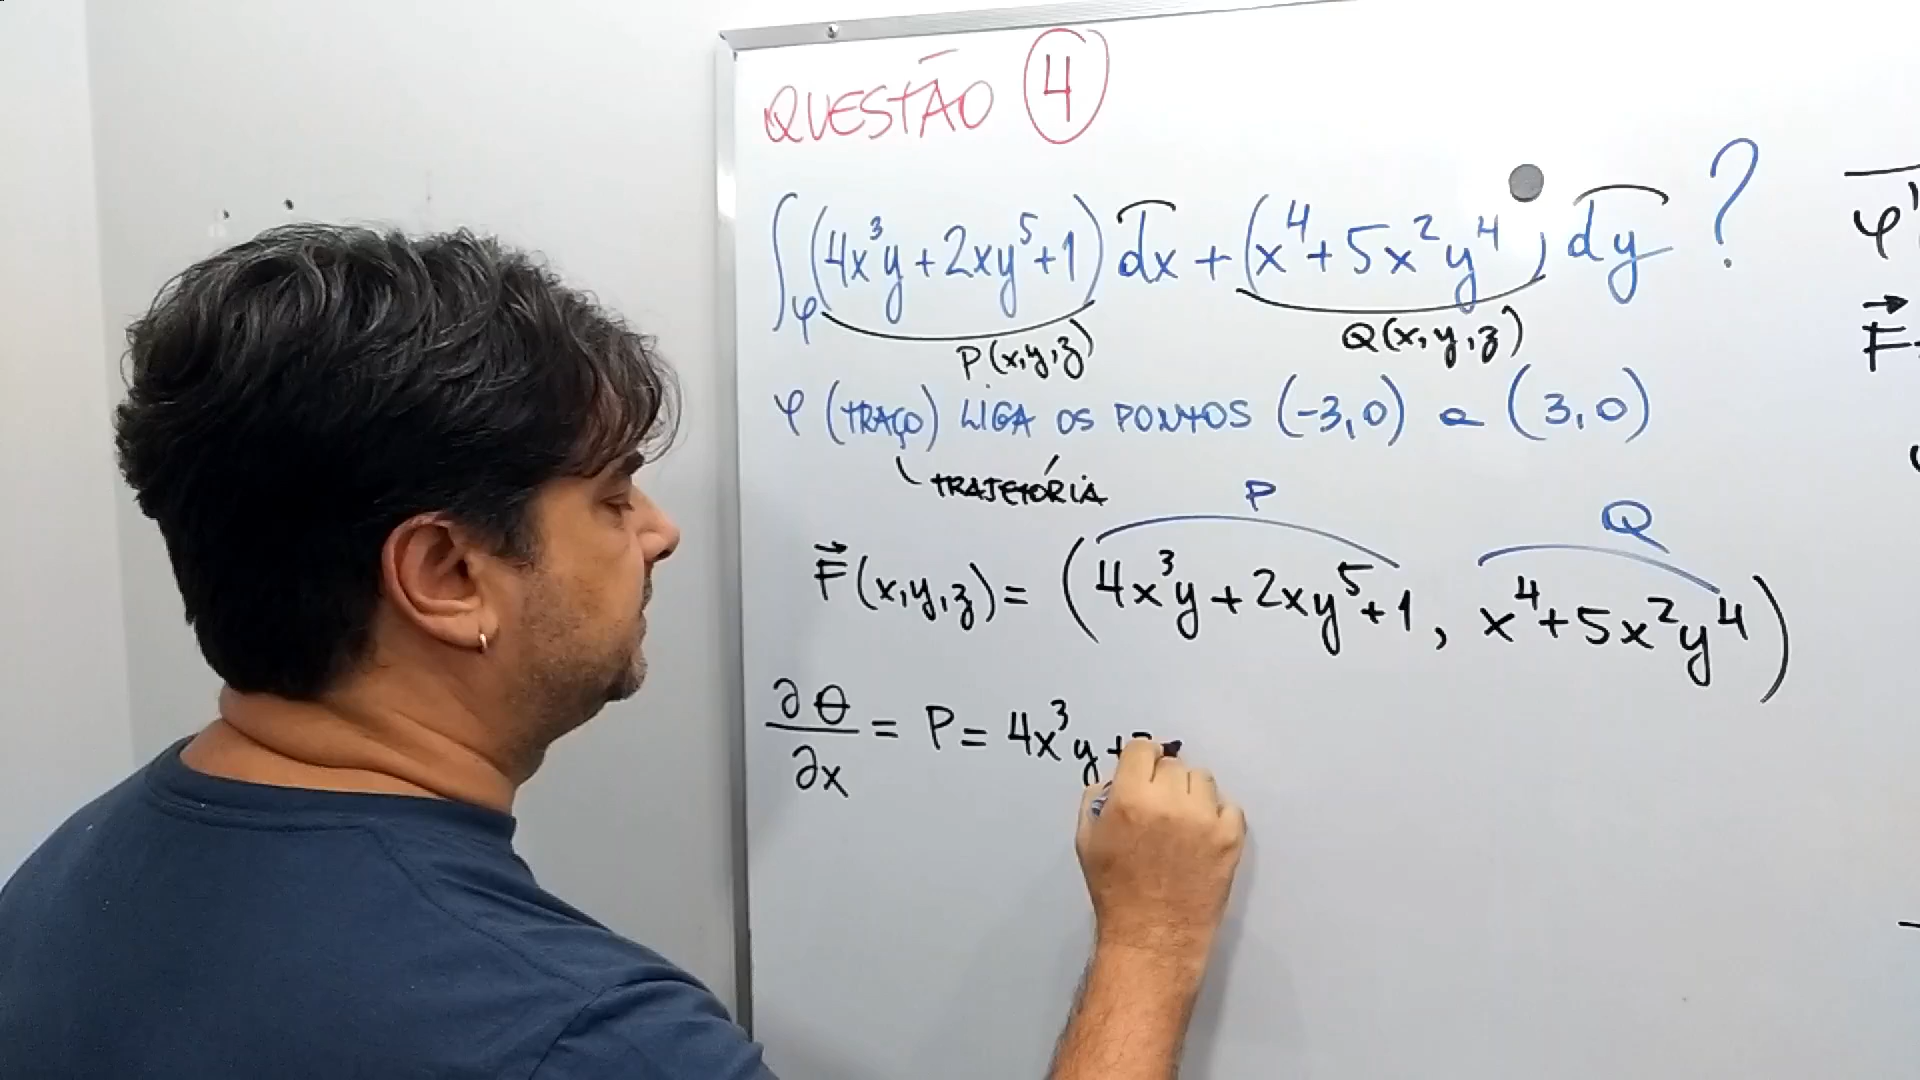 QUESTÃO 4
∫φ (4x³y+2xy⁵+1) dx + (x⁴+5x²y⁴) dy ?
P(x,y,z) Q(x,y,z)
φ (TRAÇO) LIGA OS PONTOS (-3,0) a (3,0)
TRAJETÓRIA
P Q
F⃗(x,y,z) = (4x³y+2xy⁵+1, x⁴+5x²y⁴)
∂θ/∂x = P = 4x³y+
φ'
F⃗